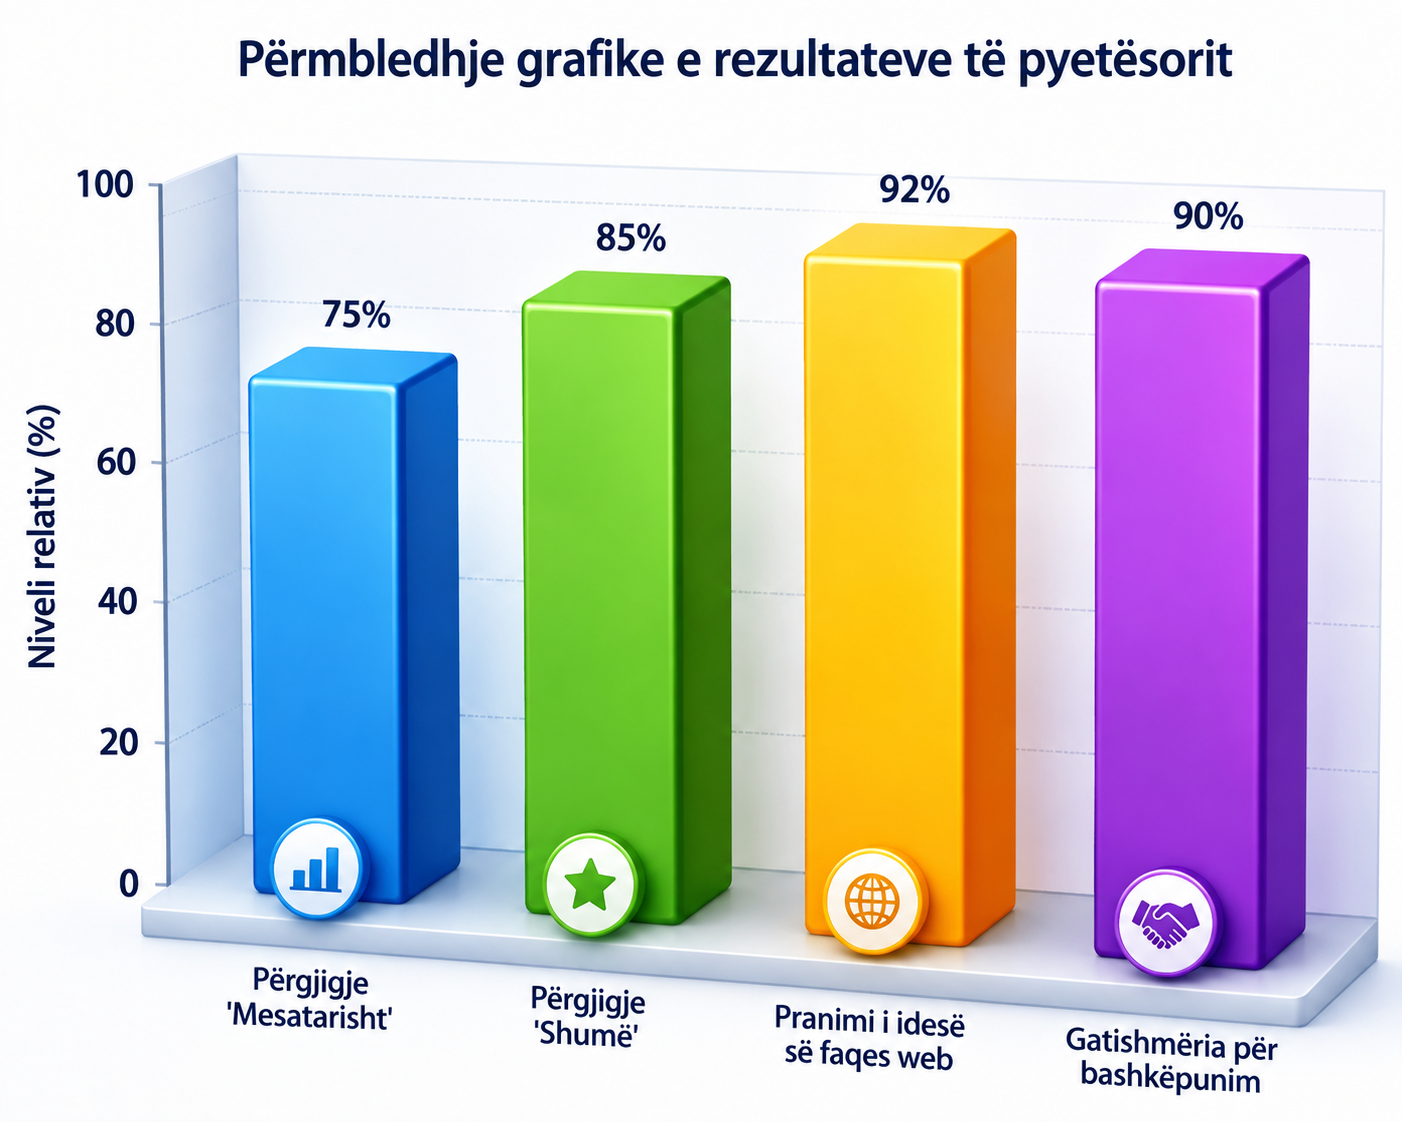 Përmbledhje grafike e rezultateve të pyetësorit
Niveli relativ (%)
100
80
60
40
20
0
75%
85%
92%
90%
Përgjigje
'Mesatarisht'
Përgjigje
'Shumë'
Pranimi i idesë
së faqes web
Gatishmëria për
bashkëpunim